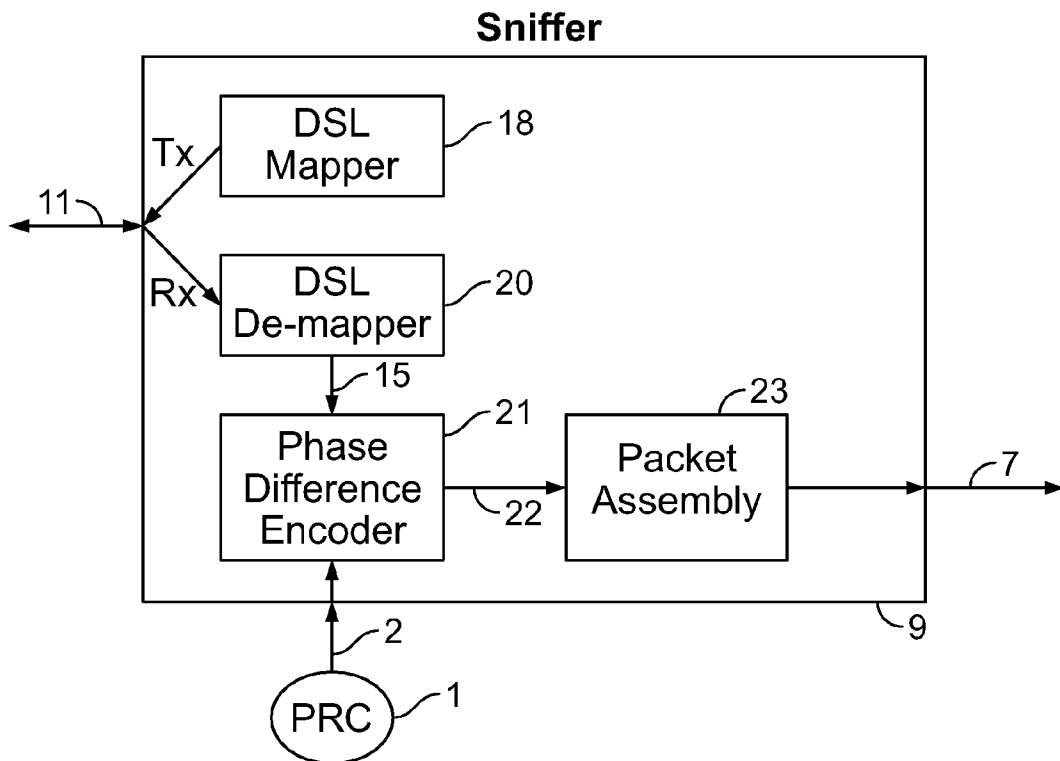 Sniffer
DSL
Mapper
18
Tx
11
Rx
DSL
De-mapper
20
15
Phase
Difference
Encoder
21
22
Packet
Assembly
23
7
9
2
PRC
1